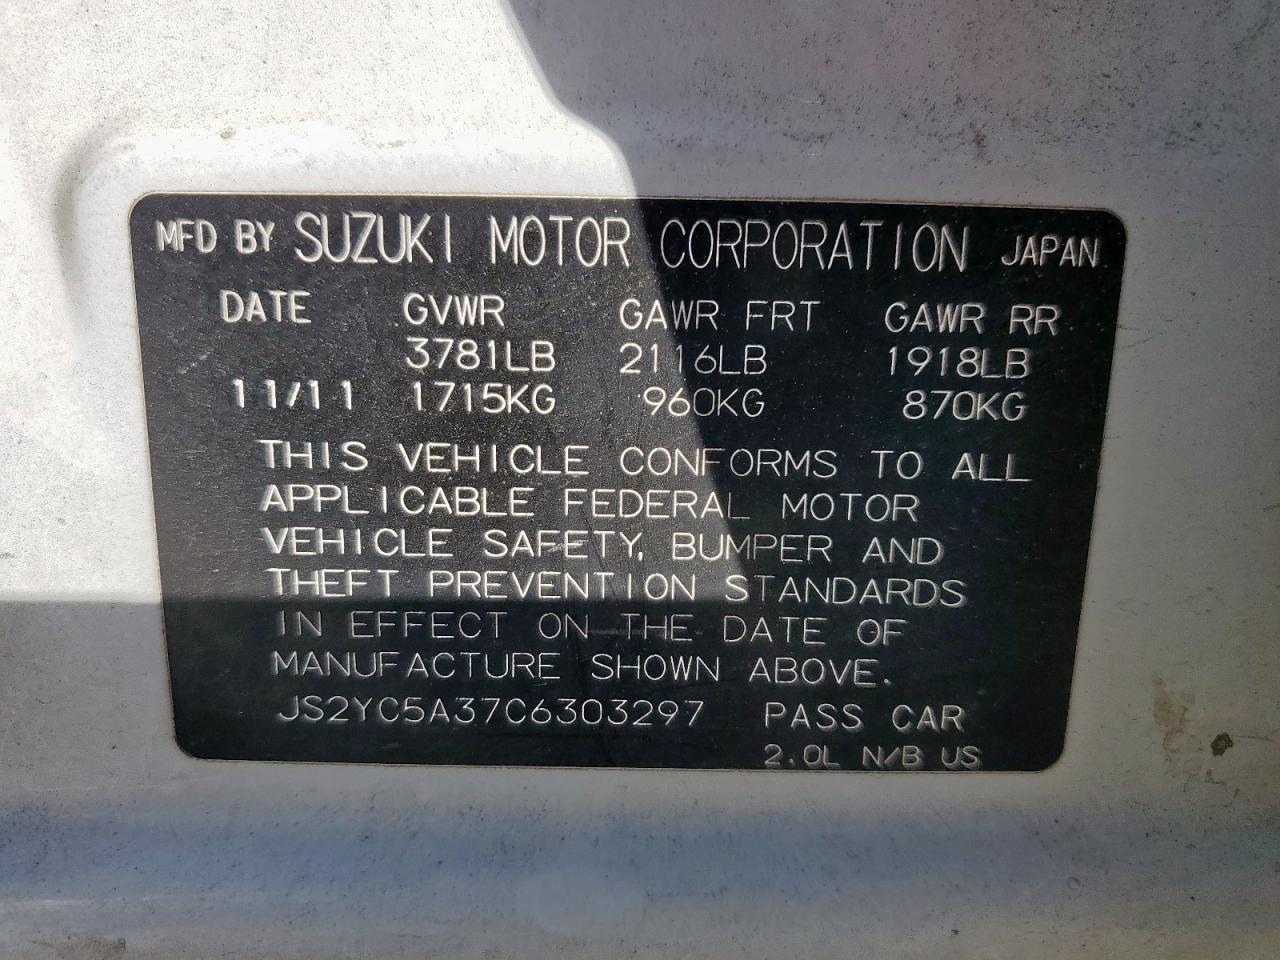 MFD BY SUZUKI MOTOR CORPORATION JAPAN
DATE GVWR GAWR FRT GAWR RR
3781LB 2116LB 1918LB
11/11 1715KG 960KG 870KG
THIS VEHICLE CONFORMS TO ALL
APPLICABLE FEDERAL MOTOR
VEHICLE SAFETY, BUMPER AND
THEFT PREVENTION STANDARDS
IN EFFECT ON THE DATE OF
MANUFACTURE SHOWN ABOVE.
JS2YC5A37C6303297 PASS CAR
2.0L N/B US